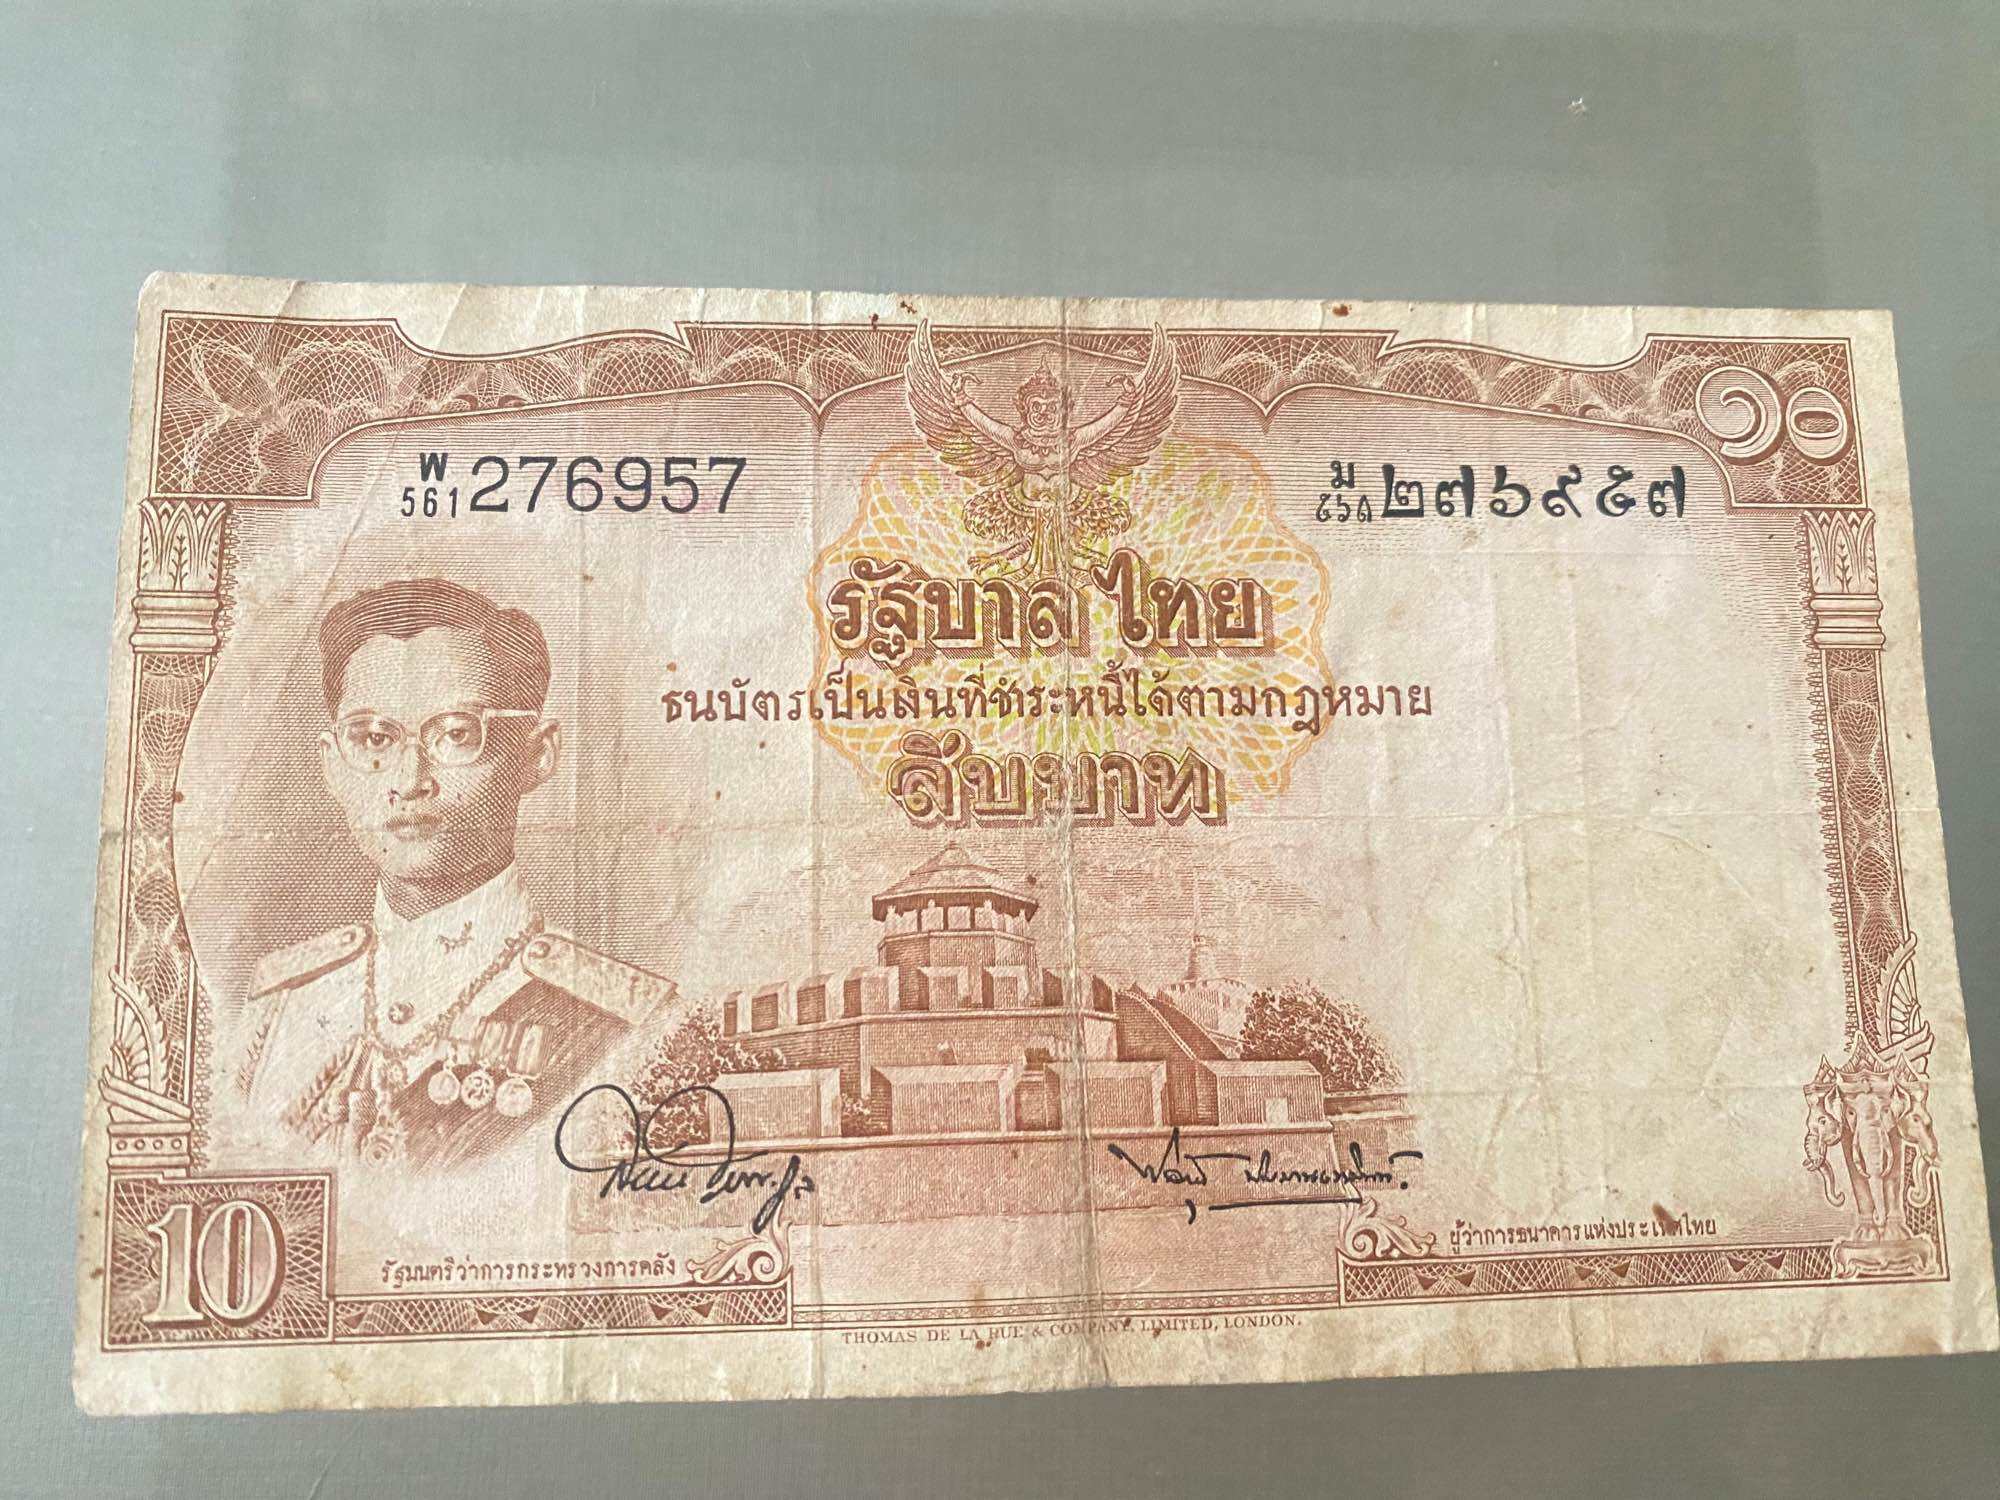 ๑๐
W/561 276957
ม/๕๖๑ ๒๗๖๙๕๗
รัฐบาลไทย
ธนบัตรเป็นเงินที่ชำระหนี้ได้ตามกฎหมาย
สิบบาท
10
รัฐมนตรีว่าการกระทรวงการคลัง
ผู้ว่าการธนาคารแห่งประเทศไทย
THOMAS DE LA RUE & COMPANY, LIMITED, LONDON.